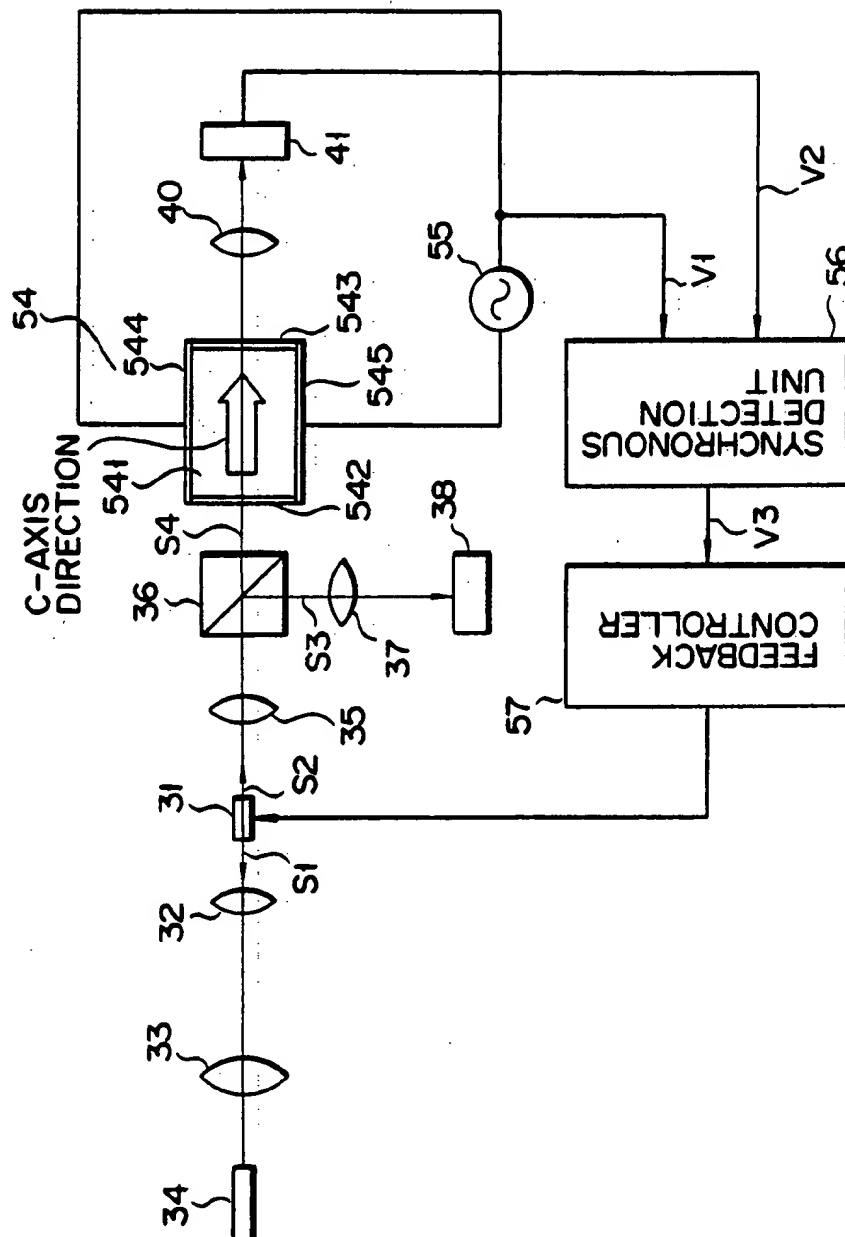 54
C-AXIS
DIRECTION
544
541
40
36
S4
542
543
545
41
33
32
31
S1
S2
35
S3
37
38
34
55
V1
V2
57
FEEDBACK
CONTROLLER
V3
SYNCHRONOUS
DETECTION
UNIT
56